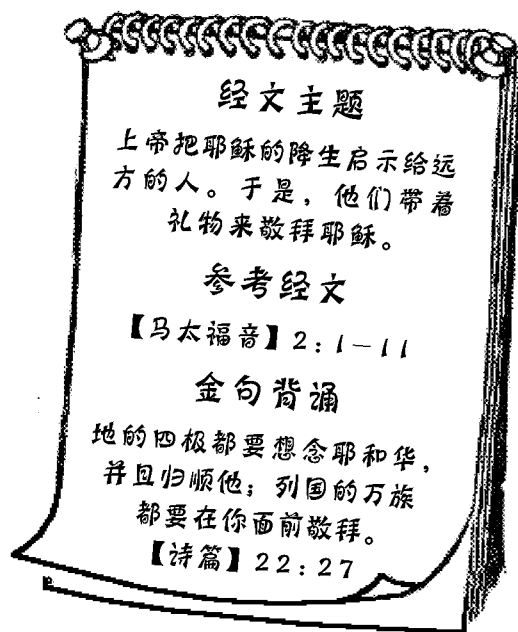 经文主题
上帝把耶稣的降生启示给远
方的人。于是，他们带着
礼物来敬拜耶稣。
参考经文
【马太福音】2：1—11
金句背诵
地的四极都要想念耶和华，
并且归顺他；列国的万族
都要在你面前敬拜。
【诗篇】22：27